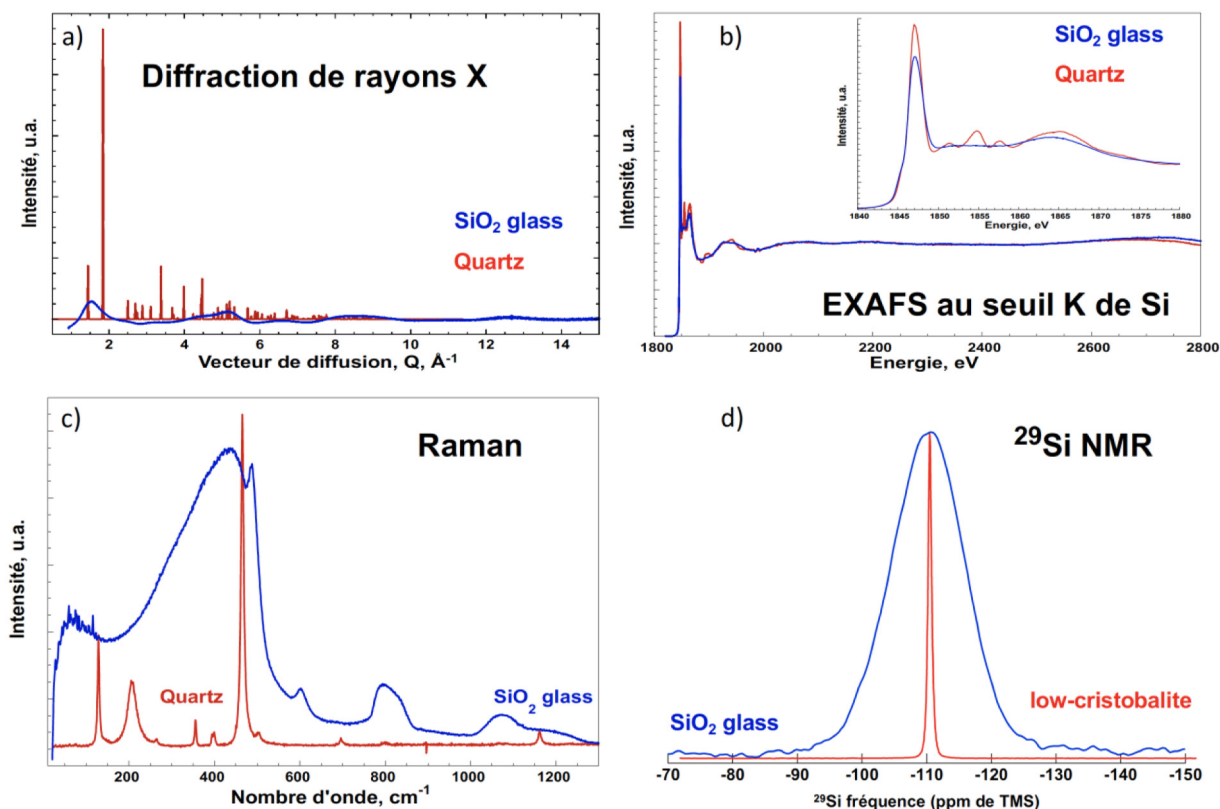 a)
Diffraction de rayons X
SiO₂ glass
Quartz
Intensité, u.a.
2 4 6 8 10 12 14
Vecteur de diffusion, Q, Å⁻¹
b)
SiO₂ glass
Quartz
Intensité, u.a.
1840 1845 1850 1855 1860 1865 1870 1875 1880
Energie, eV
Intensité, u.a.
EXAFS au seuil K de Si
1800 2000 2200 2400 2600 2800
Energie, eV
c)
Raman
Intensité, u.a.
Quartz
SiO₂ glass
200 400 600 800 1000 1200
Nombre d'onde, cm⁻¹
d)
²⁹Si NMR
low-cristobalite
SiO₂ glass
-70 -80 -90 -100 -110 -120 -130 -140 -150
²⁹Si fréquence (ppm de TMS)